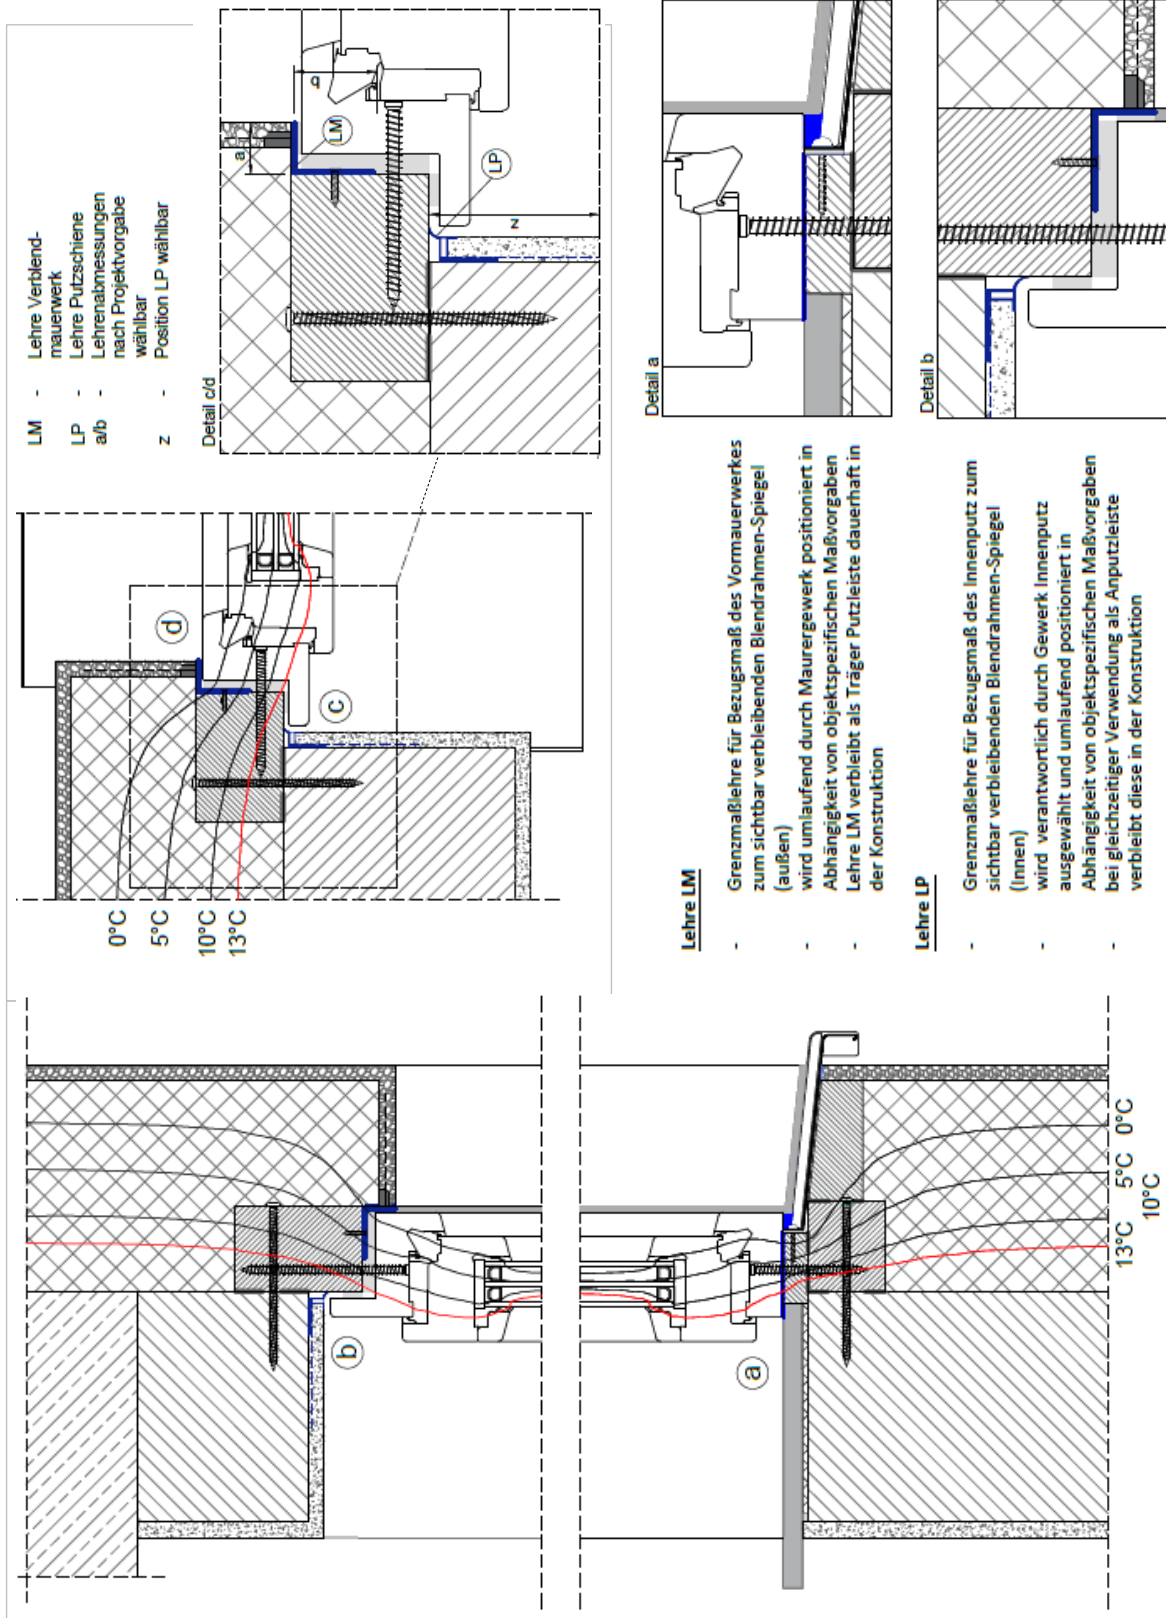 LM - Lehre Verblend-
mauerwerk
LP - Lehre Putzschiene
a/b - Lehrenabmessungen
nach Projektvorgabe
wählbar
z - Position LP wählbar
Detail c/d
a
b
LM
LP
z
d
c
0°C
5°C
10°C
13°C
Detail a
Detail b
Lehre LM
- Grenzmaßlehre für Bezugsmaß des Vormauerwerkes
zum sichtbar verbleibenden Blendrahmen-Spiegel
(außen)
- wird umlaufend durch Maurergewerk positioniert in
Abhängigkeit von objektspezifischen Maßvorgaben
- Lehre LM verbleibt als Träger Putzleiste dauerhaft in
der Konstruktion
Lehre LP
- Grenzmaßlehre für Bezugsmaß des Innenputz zum
sichtbar verbleibenden Blendrahmen-Spiegel
(Innen)
- wird verantwortlich durch Gewerk Innenputz
ausgewählt und umlaufend positioniert in
Abhängigkeit von objektspezifischen Maßvorgaben
- bei gleichzeitiger Verwendung als Anputzleiste
verbleibt diese in der Konstruktion
b
a
13°C 5°C 0°C
10°C